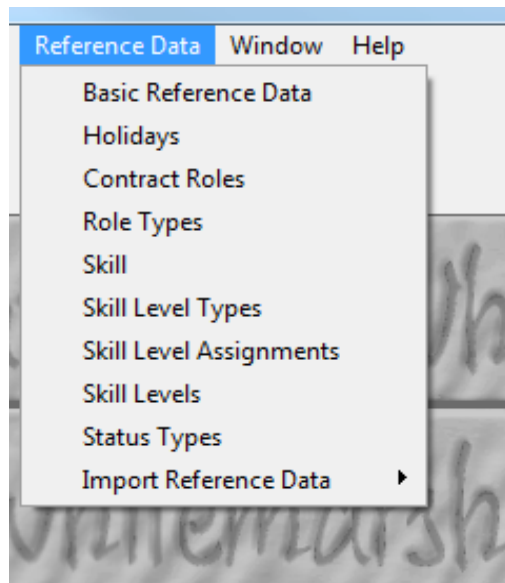 Reference Data Window Help
Basic Reference Data
Holidays
Contract Roles
Role Types
Skill
Skill Level Types
Skill Level Assignments
Skill Levels
Status Types
Import Reference Data